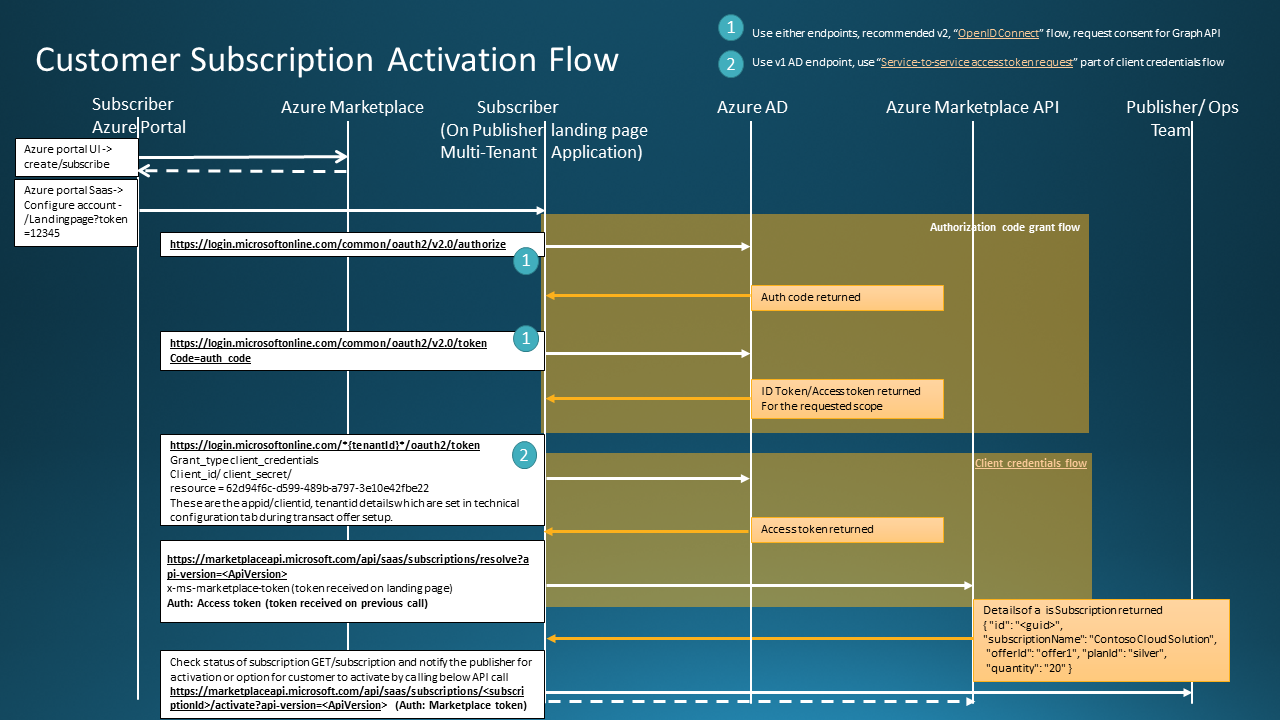 Customer Subscription Activation Flow
1 Use either endpoints, recommended v2, “OpenIDConnect” flow, request consent for Graph API
2 Use v1 AD endpoint, use “Service-to-service access token request” part of client credentials flow
Subscriber
Azure Portal
Azure Marketplace
Subscriber
(On Publisher landing page
Multi-Tenant Application)
Azure AD
Azure Marketplace API
Publisher/ Ops
Team
Azure portal UI ->
create/subscribe
Azure portal Saas->
Configure account -
/Landingpage?token
=12345
Authorization code grant flow
https://login.microsoftonline.com/common/oauth2/v2.0/authorize
1
Auth code returned
https://login.microsoftonline.com/common/oauth2/v2.0/token
Code=auth_code
1
ID Token/Access token returned
For the requested scope
https://login.microsoftonline.com/*{tenantId}*/oauth2/token
Grant_type client_credentials
Client_id/ client_secret/
resource = 62d94f6c-d599-489b-a797-3e10e42fbe22
These are the appid/clientid, tenantid details which are set in technical
configuration tab during transact offer setup.
2
Client credentials flow
Access token returned
https://marketplaceapi.microsoft.com/api/saas/subscriptions/resolve?a
pi-version=<ApiVersion>
x-ms-marketplace-token (token received on landing page)
Auth: Access token (token received on previous call)
Details of a is Subscription returned
{ "id": "<guid>",
"subscriptionName": "Contoso Cloud Solution",
"offerId": "offer1", "planId": "silver",
"quantity": "20" }
Check status of subscription GET/subscription and notify the publisher for
activation or option for customer to activate by calling below API call
https://marketplaceapi.microsoft.com/api/saas/subscriptions/<subscri
ptionId>/activate?api-version=<ApiVersion> (Auth: Marketplace token)